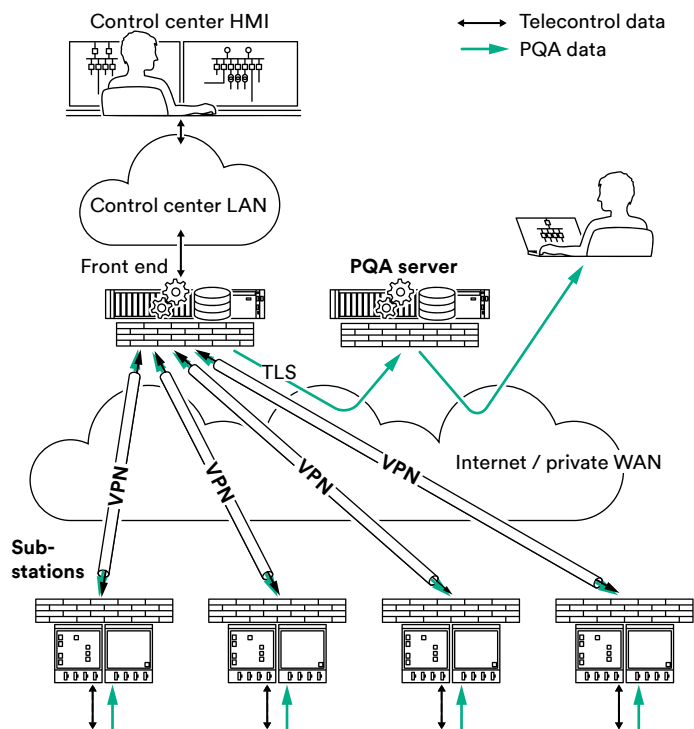 Control center HMI
Telecontrol data
PQA data
Control center LAN
Front end
PQA server
TLS
Internet / private WAN
VPN
VPN
VPN
VPN
Sub-
stations